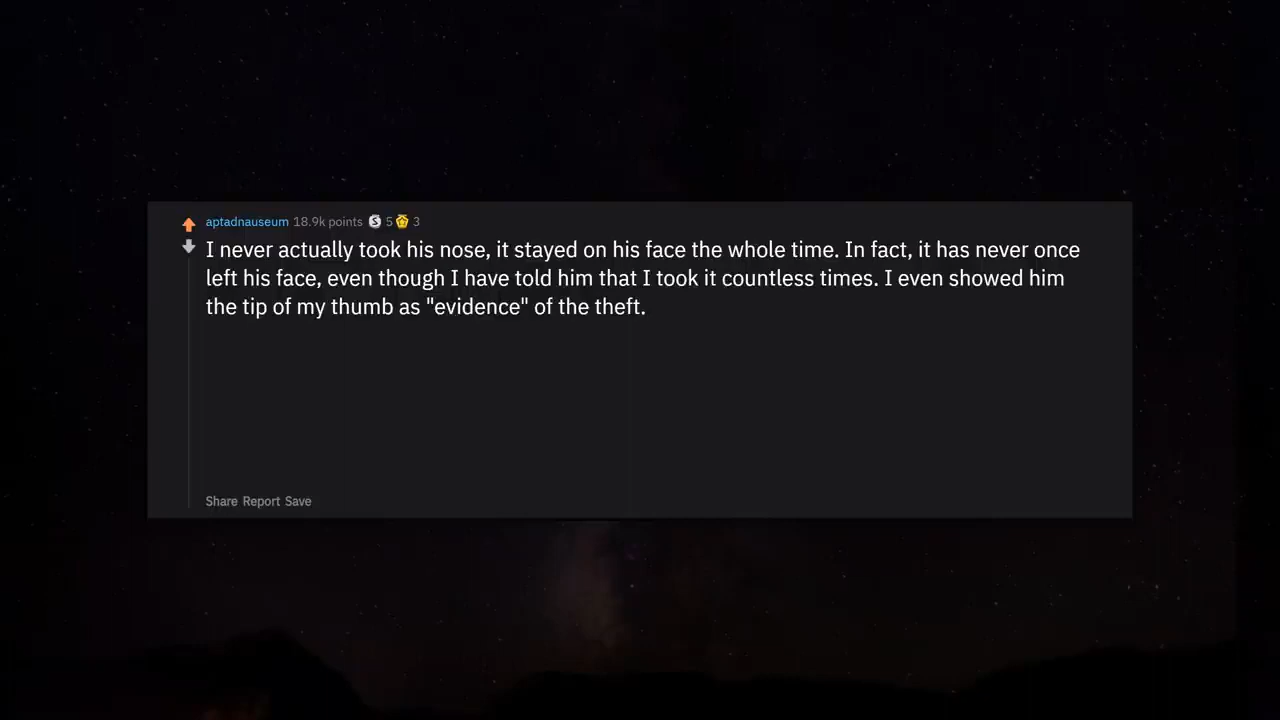 aptadnauseum 18.9k points 5 3
I never actually took his nose, it stayed on his face the whole time. In fact, it has never once
left his face, even though I have told him that I took it countless times. I even showed him
the tip of my thumb as "evidence" of the theft.
Share Report Save